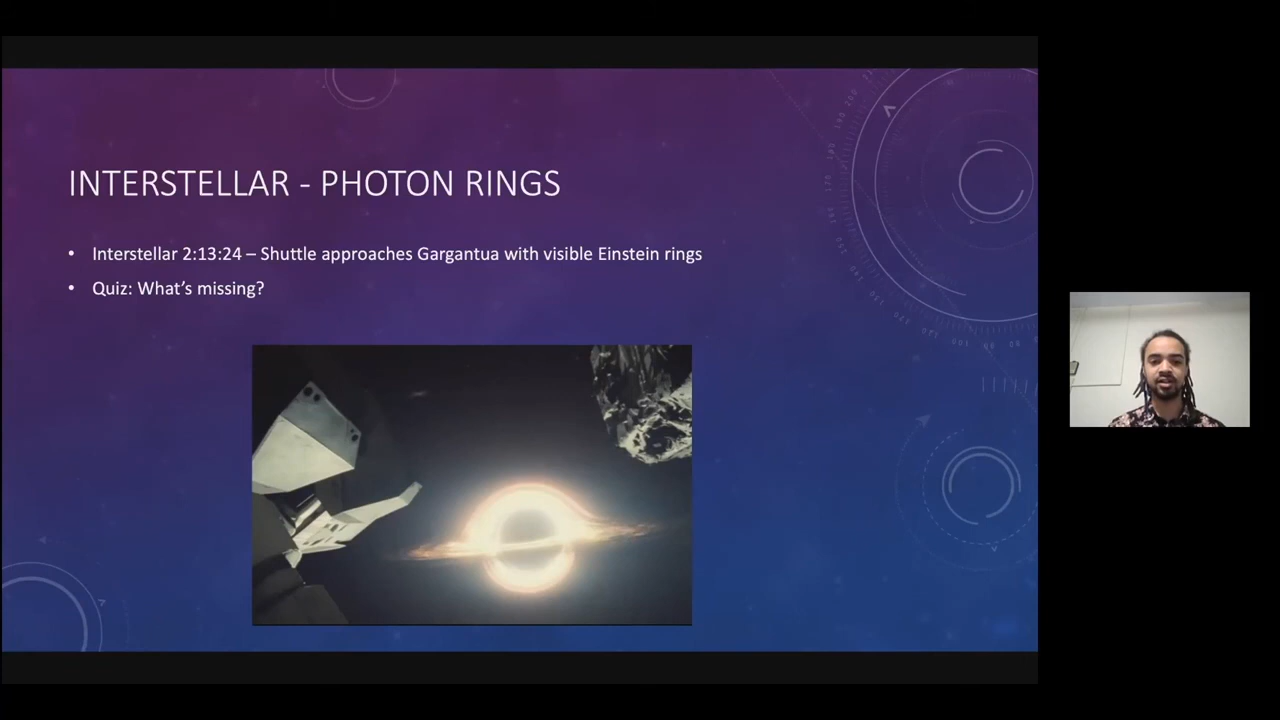 INTERSTELLAR - PHOTON RINGS
• Interstellar 2:13:24 – Shuttle approaches Gargantua with visible Einstein rings
• Quiz: What's missing?